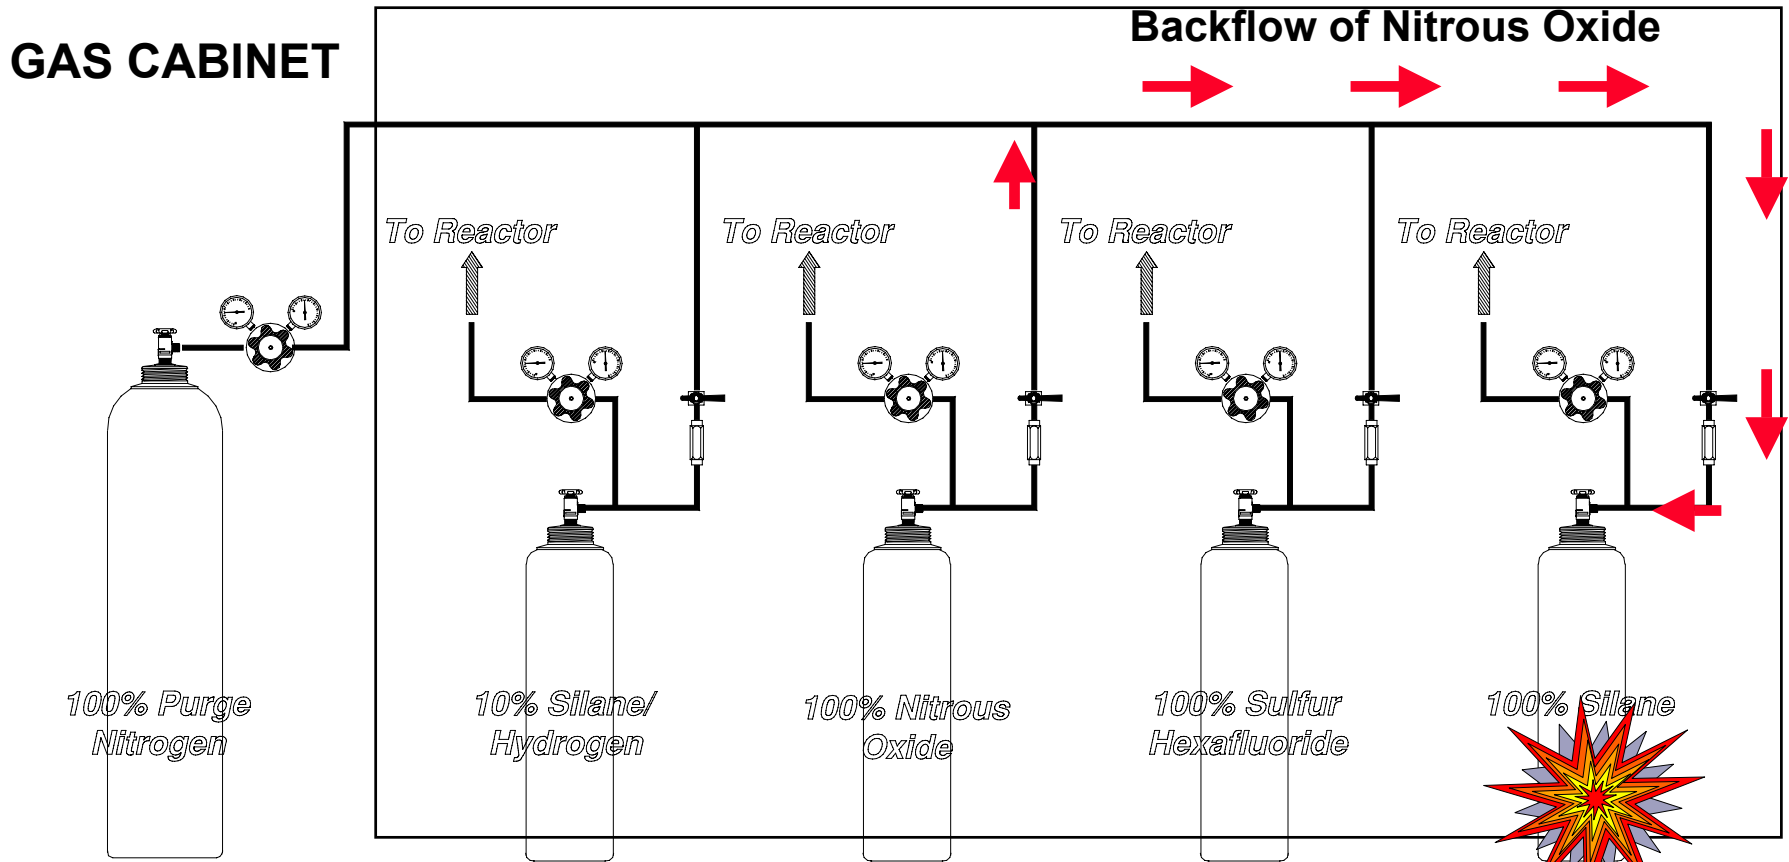 Backflow of Nitrous Oxide
GAS CABINET
To Reactor
To Reactor
To Reactor
To Reactor
100% Purge
Nitrogen
10% Silane/
Hydrogen
100% Nitrous
Oxide
100% Sulfur
Hexafluoride
100% Silane